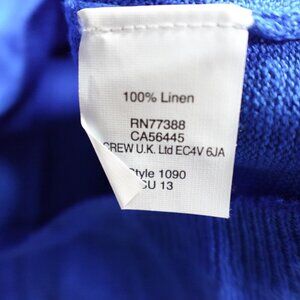 100% Linen
RN77388
CA56445
CREW U.K. Ltd EC4V 6JA
Style 1090
CU 13